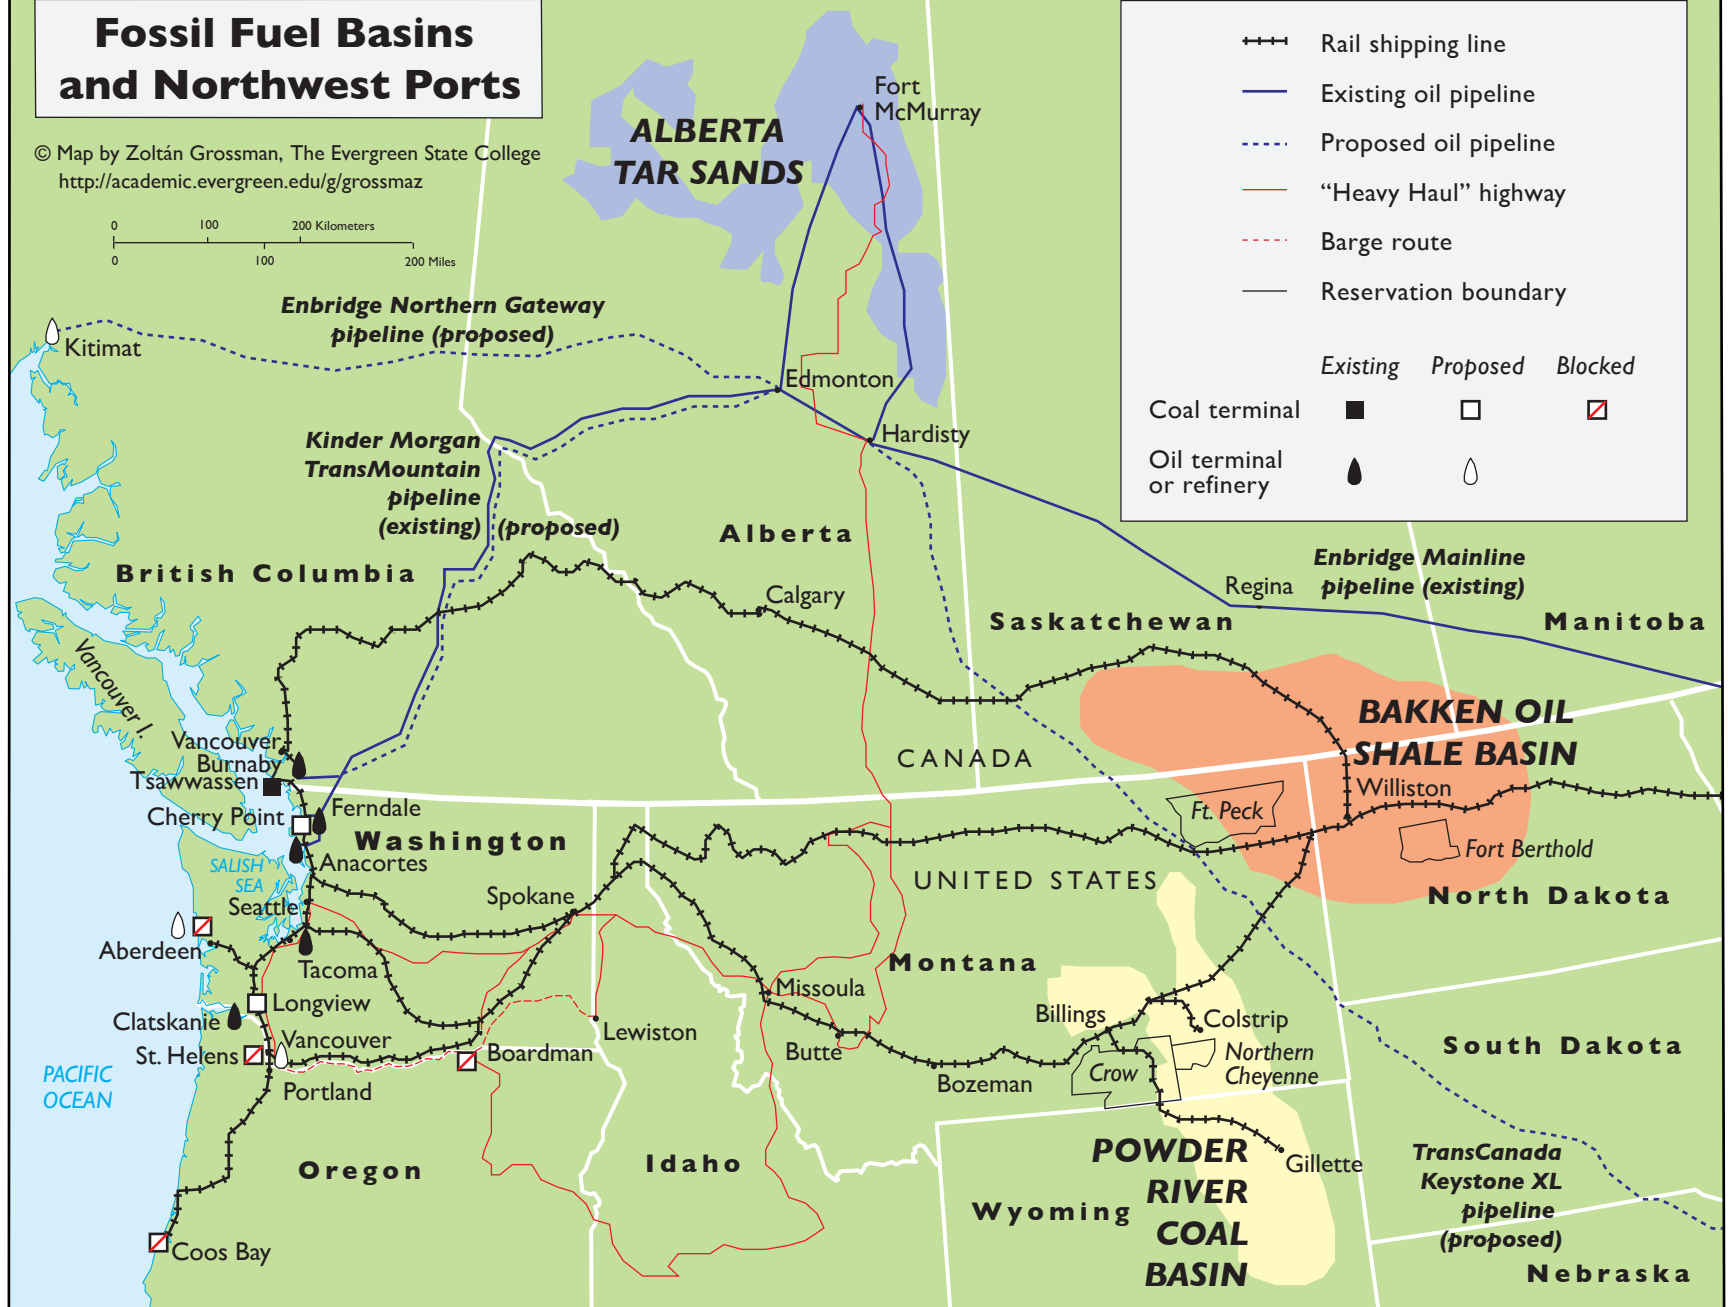 Fossil Fuel Basins
and Northwest Ports
© Map by Zoltán Grossman, The Evergreen State College
http://academic.evergreen.edu/g/grossmaz
0 100 200 Kilometers
0 100 200 Miles
Rail shipping line
Existing oil pipeline
Proposed oil pipeline
“Heavy Haul” highway
Barge route
Reservation boundary
Existing Proposed Blocked
Coal terminal
Oil terminal
or refinery
Fort
McMurray
ALBERTA
TAR SANDS
Enbridge Northern Gateway
pipeline (proposed)
Kitimat
Edmonton
Hardisty
Kinder Morgan
TransMountain
pipeline
(existing) (proposed)
Alberta
British Columbia
Enbridge Mainline
pipeline (existing)
Regina
Calgary
Saskatchewan
Manitoba
Vancouver I.
BAKKEN OIL
SHALE BASIN
CANADA
Vancouver
Burnaby
Tsawwassen
Williston
Cherry Point
Ferndale
Ft. Peck
Washington
Fort Berthold
Anacortes
SALISH
SEA
UNITED STATES
Spokane
North Dakota
Seattle
Aberdeen
Tacoma
Montana
Missoula
Longview
Billings
Clatskanie
Colstrip
Vancouver
Lewiston
St. Helens
Boardman
Butte
Northern
Cheyenne
South Dakota
Crow
PACIFIC
OCEAN
Portland
Bozeman
POWDER
RIVER
COAL
BASIN
Gillette
TransCanada
Keystone XL
pipeline
(proposed)
Oregon
Idaho
Wyoming
Coos Bay
Nebraska